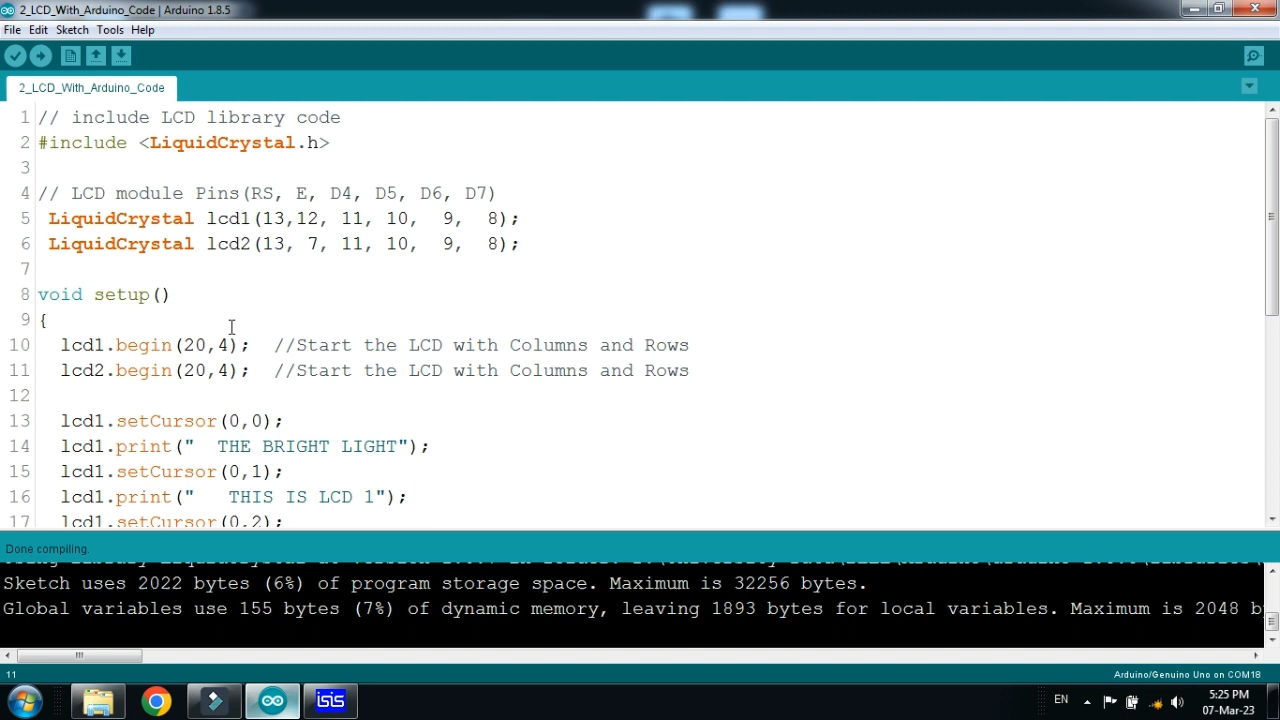 2_LCD_With_Arduino_Code | Arduino 1.8.5
File Edit Sketch Tools Help
2_LCD_With_Arduino_Code
1 // include LCD library code
2 #include <LiquidCrystal.h>
3
4 // LCD module Pins(RS, E, D4, D5, D6, D7)
5 LiquidCrystal lcd1(13,12, 11, 10,  9,  8);
6 LiquidCrystal lcd2(13, 7, 11, 10,  9,  8);
7
8 void setup()
9 {
10 lcd1.begin(20,4);  //Start the LCD with Columns and Rows
11 lcd2.begin(20,4);  //Start the LCD with Columns and Rows
12
13 lcd1.setCursor(0,0);
14 lcd1.print("  THE BRIGHT LIGHT");
15 lcd1.setCursor(0,1);
16 lcd1.print("   THIS IS LCD 1");
17 lcd1.setCursor(0,2);
Done compiling.
Sketch uses 2022 bytes (6%) of program storage space. Maximum is 32256 bytes.
Global variables use 155 bytes (7%) of dynamic memory, leaving 1893 bytes for local variables. Maximum is 2048 b
11
Arduino/Genuino Uno on COM18
isis
EN
5:25 PM
07-Mar-23